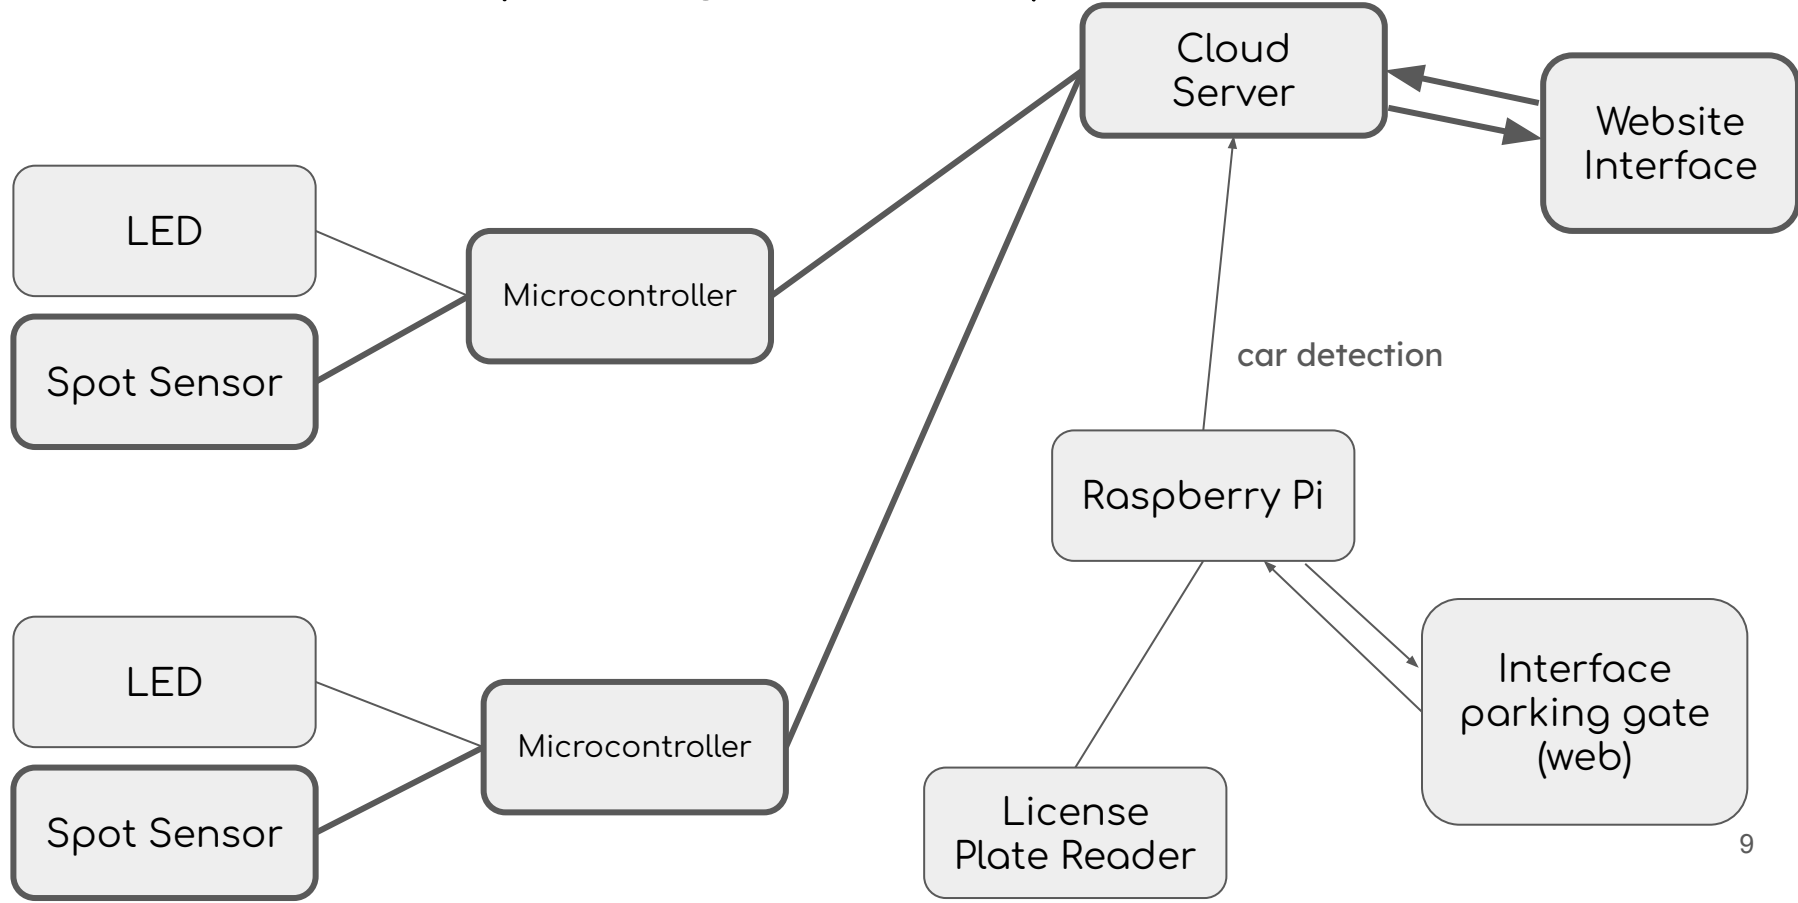 Cloud
Server
Website
Interface
LED
Microcontroller
Spot Sensor
car detection
Raspberry Pi
LED
Microcontroller
Spot Sensor
Interface
parking gate
(web)
License
Plate Reader
9